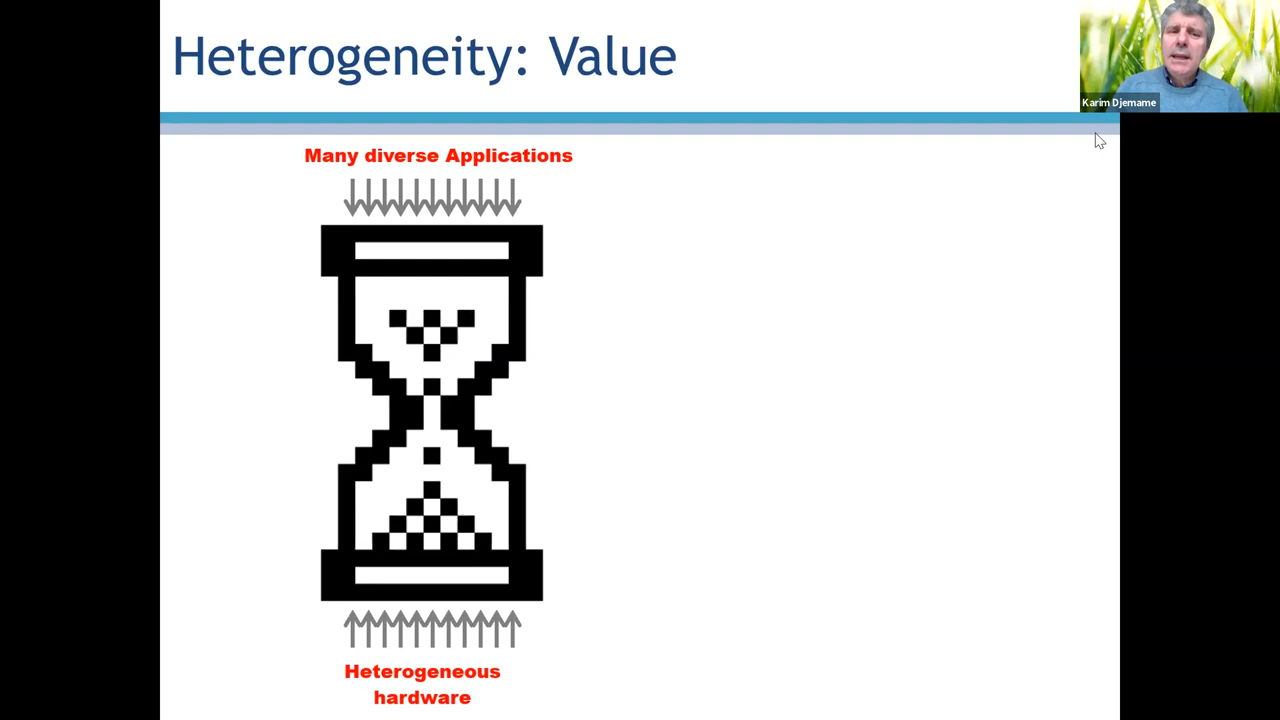 Heterogeneity: Value
Karim Djemame
Many diverse Applications
Heterogeneous
hardware